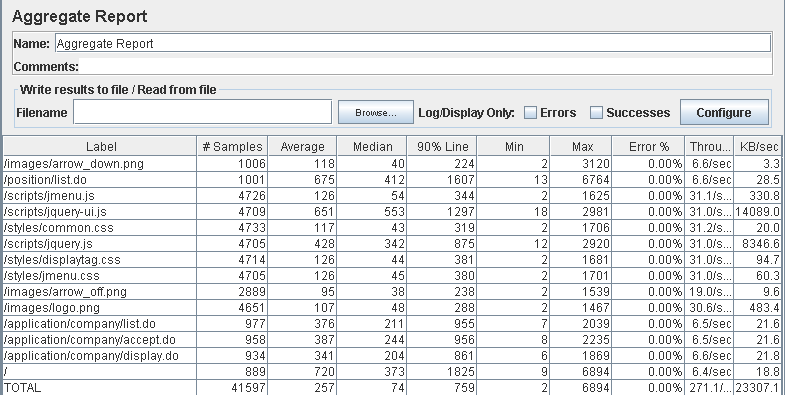 Aggregate Report
Name: Aggregate Report
Comments:
Write results to file / Read from file
Filename Browse... Log/Display Only: Errors Successes Configure
Label # Samples Average Median 90% Line Min Max Error % Throu... KB/sec
/images/arrow_down.png 1006 118 40 224 2 3120 0.00% 6.6/sec 3.3
/position/list.do 1001 675 412 1607 13 6764 0.00% 6.6/sec 28.5
/scripts/jmenu.js 4726 126 54 344 2 1625 0.00% 31.1/s... 330.8
/scripts/jquery-ui.js 4709 651 553 1297 18 2981 0.00% 31.0/s... 14089.0
/styles/common.css 4733 117 43 319 2 1706 0.00% 31.2/s... 20.0
/scripts/jquery.js 4705 428 342 875 12 2920 0.00% 31.0/s... 8346.6
/styles/displaytag.css 4714 126 44 381 2 1681 0.00% 31.0/s... 94.7
/styles/jmenu.css 4705 126 45 380 2 1701 0.00% 31.0/s... 60.3
/images/arrow_off.png 2889 95 38 238 2 1539 0.00% 19.0/s... 9.6
/images/logo.png 4651 107 48 288 2 1467 0.00% 30.6/s... 483.4
/application/company/list.do 977 376 211 955 7 2039 0.00% 6.5/sec 21.6
/application/company/accept.do 958 387 244 956 8 2235 0.00% 6.5/sec 21.6
/application/company/display.do 934 341 204 861 6 1869 0.00% 6.6/sec 21.8
/ 889 720 373 1825 9 6894 0.00% 6.4/sec 18.8
TOTAL 41597 257 74 759 2 6894 0.00% 271.1/... 23307.1